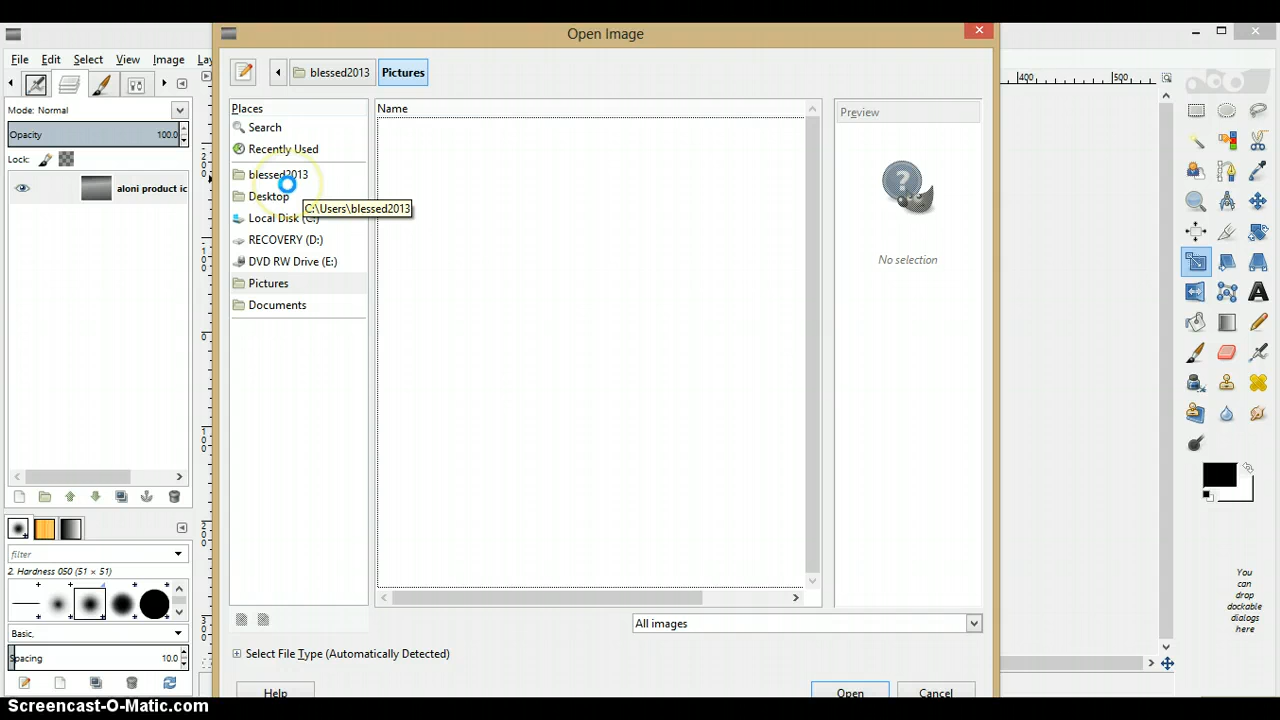 Open Image
File Edit Select View Image
blessed2013 Pictures
400 500
Mode: Normal
Opacity 100.0
Lock:
aloni product ic
Places
Search
Recently Used
blessed2013
Desktop
C:\Users\blessed2013
Local Disk (C:)
RECOVERY (D:)
DVD RW Drive (E:)
Pictures
Documents
Name
Preview
No selection
All images
Select File Type (Automatically Detected)
Help Open Cancel
filter
2. Hardness 050 (51 × 51)
Basic,
Spacing 10.0
You
can
drop
dockable
dialogs
here
Screencast-O-Matic.com